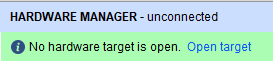 HARDWARE MANAGER - unconnected
No hardware target is open. Open target